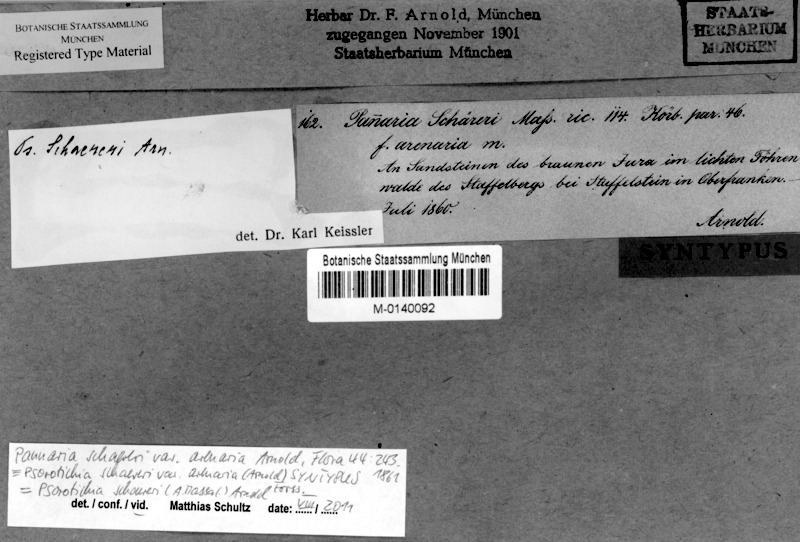 BOTANISCHE STAATSSAMMLUNG
MÜNCHEN
Registered Type Material
Herbar Dr. F. Arnold, München
zugegangen November 1901
Staatsherbarium München
STAATS-
HERBARIUM
MÜNCHEN
Ps. Schaereri Arn.
det. Dr. Karl Keissler
162. Pañaria Schäreri Maſs. ric. 114. Körb. par. 46.
f. arenaria m.
An Sandsteinen des braunen Jura im lichten Föhren
walde des Staffelbergs bei Staffelstein in Oberfranken.
Juli 1860.
Arnold.
SYNTYPUS
Botanische Staatssammlung München
M-0140092
Pannaria schaereri var. arenaria Arnold, Flora 44: 243.
≡ Psorotichia schaereri var. arenaria (Arnold) SYNTYPUS 1861
= Psorotichia schaereri (A. Massal.) Arnold
det. / conf. / vid. Matthias Schultz date: VIII / 2011